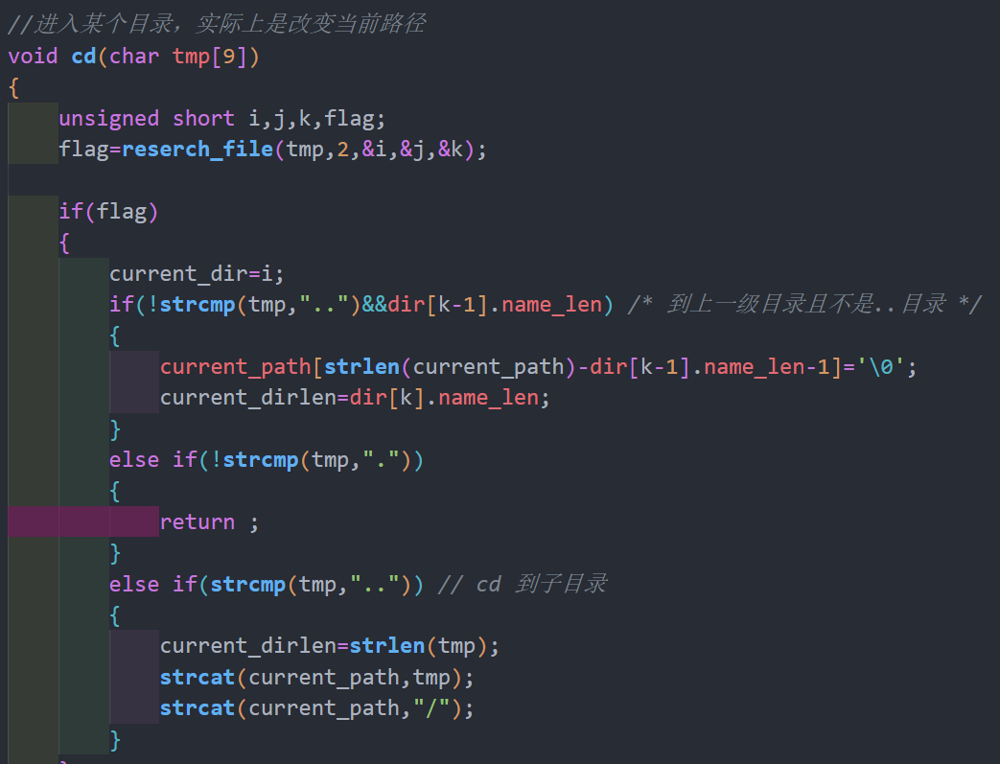 //进入某个目录，实际上是改变当前路径
void cd(char tmp[9])
{
unsigned short i,j,k,flag;
flag=reserch_file(tmp,2,&i,&j,&k);
if(flag)
{
current_dir=i;
if(!strcmp(tmp,"..")&&dir[k-1].name_len) /* 到上一级目录且不是..目录 */
{
current_path[strlen(current_path)-dir[k-1].name_len-1]='\0';
current_dirlen=dir[k].name_len;
}
else if(!strcmp(tmp,"."))
{
return ;
}
else if(strcmp(tmp,"..")) // cd 到子目录
{
current_dirlen=strlen(tmp);
strcat(current_path,tmp);
strcat(current_path,"/");
}